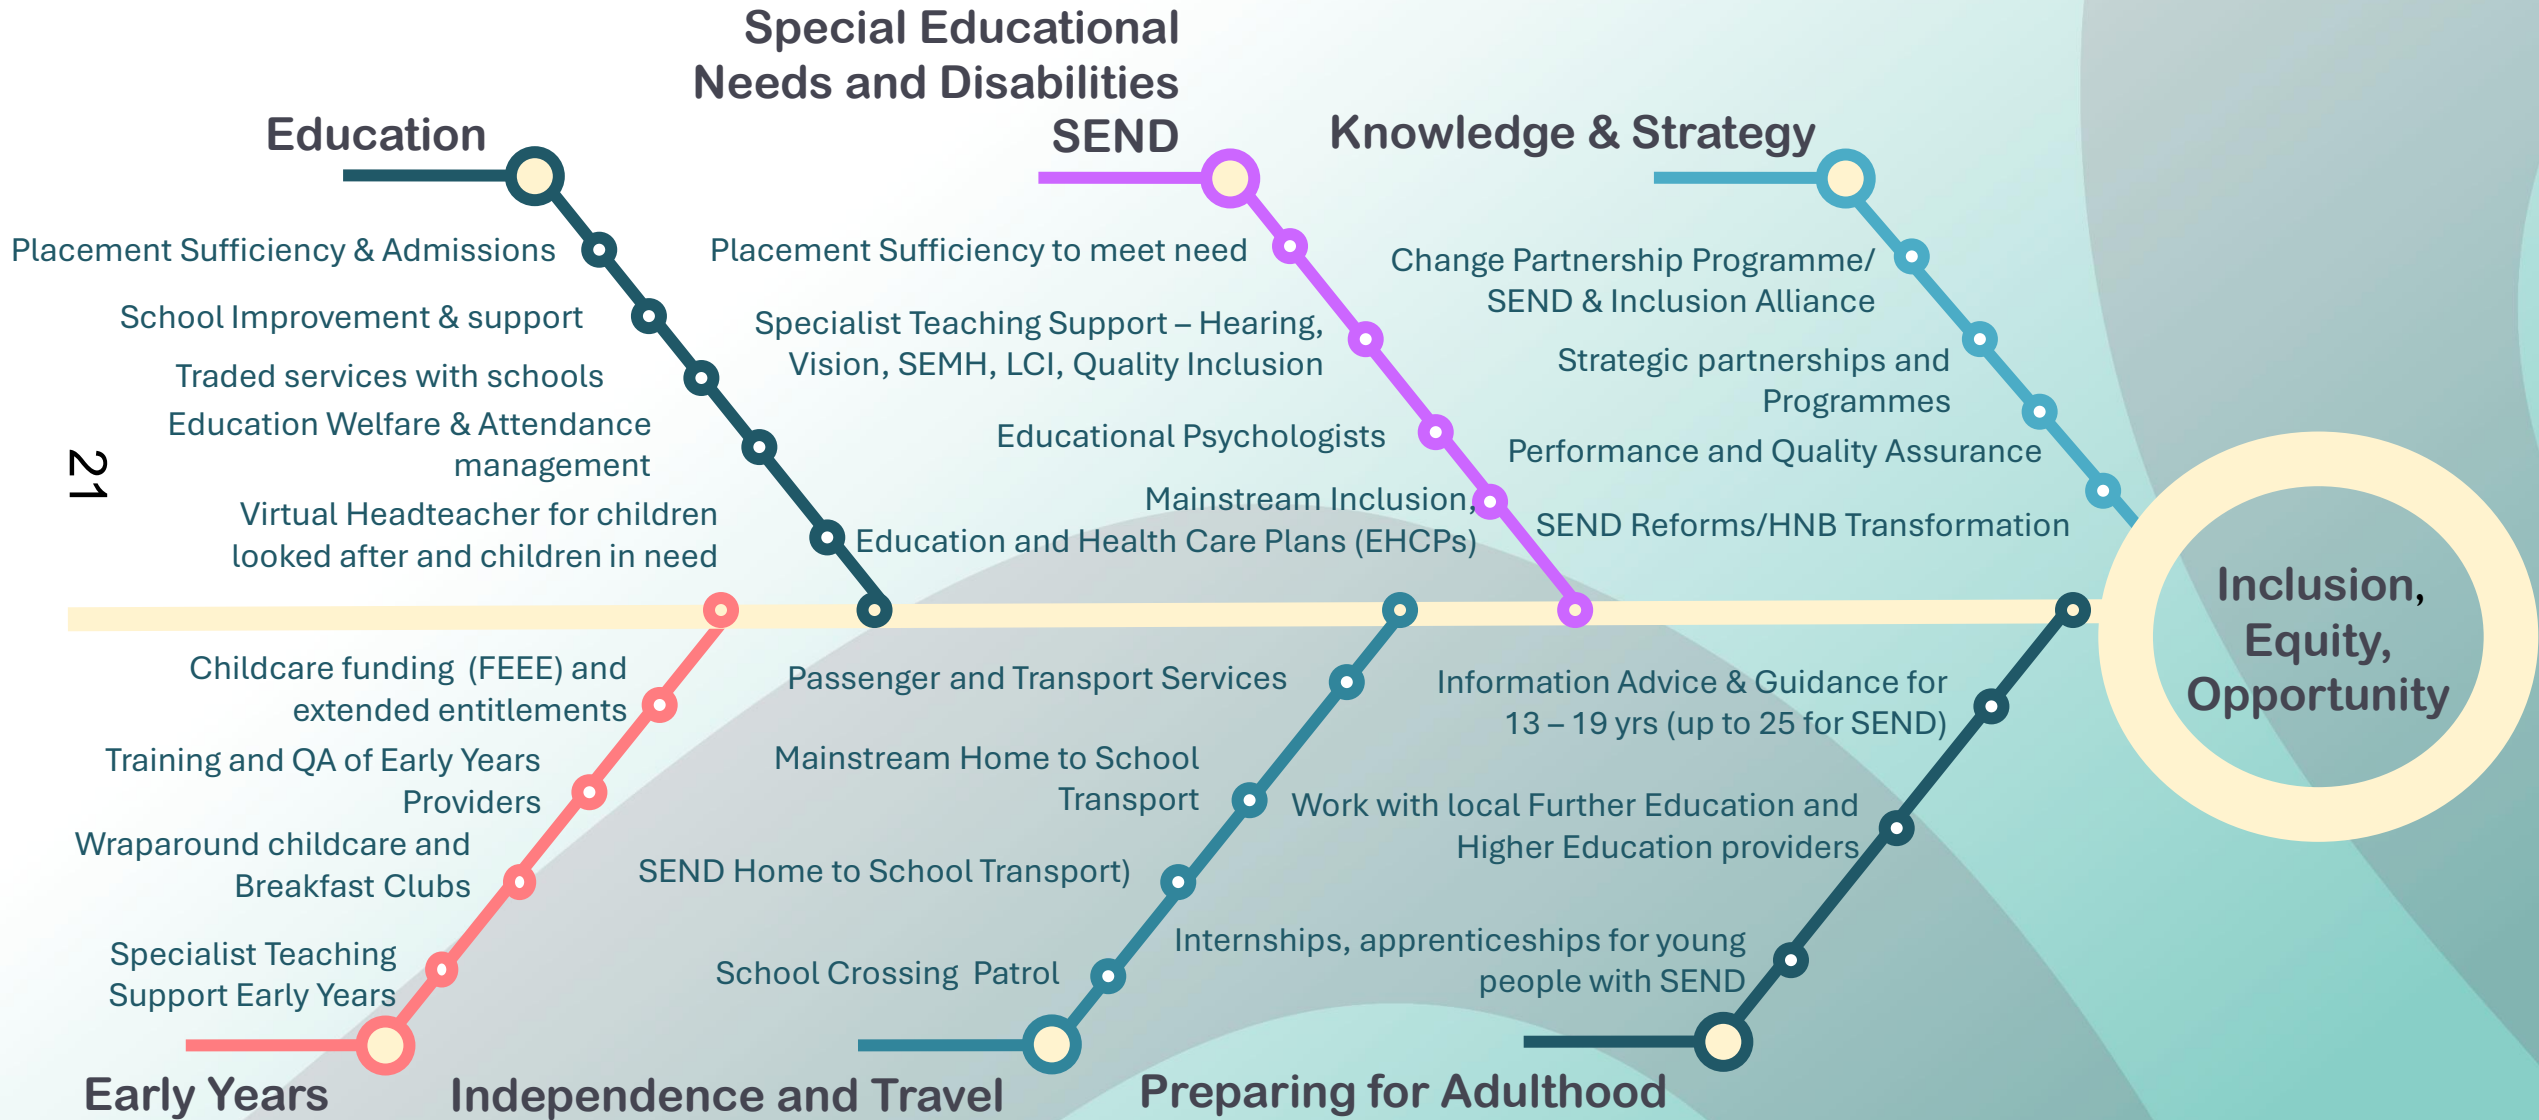 Education
Placement Sufficiency & Admissions
School Improvement & support
Traded services with schools
Education Welfare & Attendance
management
Virtual Headteacher for children
looked after and children in need
Special Educational
Needs and Disabilities
SEND
Placement Sufficiency to meet need
Specialist Teaching Support – Hearing,
Vision, SEMH, LCI, Quality Inclusion
Educational Psychologists
Mainstream Inclusion,
Education and Health Care Plans (EHCPs)
Knowledge & Strategy
Change Partnership Programme/
SEND & Inclusion Alliance
Strategic partnerships and
Programmes
Performance and Quality Assurance
SEND Reforms/HNB Transformation
21
Inclusion,
Equity,
Opportunity
Childcare funding  (FEEE) and
extended entitlements
Training and QA of Early Years
Providers
Wraparound childcare and
Breakfast Clubs
Specialist Teaching
Support Early Years
Early Years
Passenger and Transport Services
Mainstream Home to School
Transport
SEND Home to School Transport)
School Crossing  Patrol
Independence and Travel
Information Advice & Guidance for
13 – 19 yrs (up to 25 for SEND)
Work with local Further Education and
Higher Education providers
Internships, apprenticeships for young
people with SEND
Preparing for Adulthood